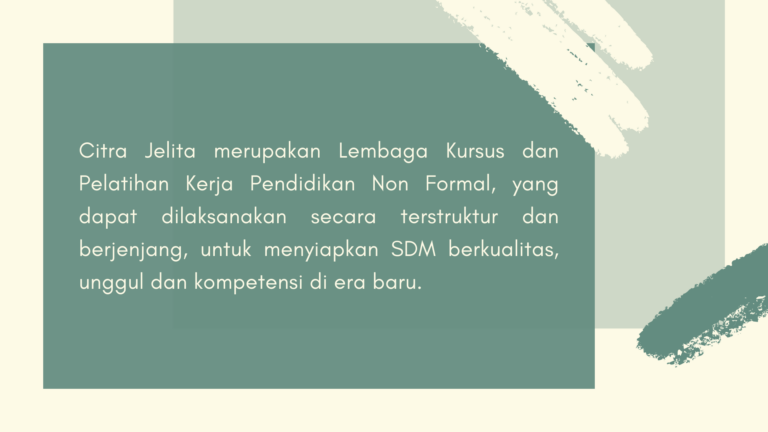 Citra Jelita merupakan Lembaga Kursus dan
Pelatihan Kerja Pendidikan Non Formal, yang
dapat dilaksanakan secara terstruktur dan
berjenjang, untuk menyiapkan SDM berkualitas,
unggul dan kompetensi di era baru.